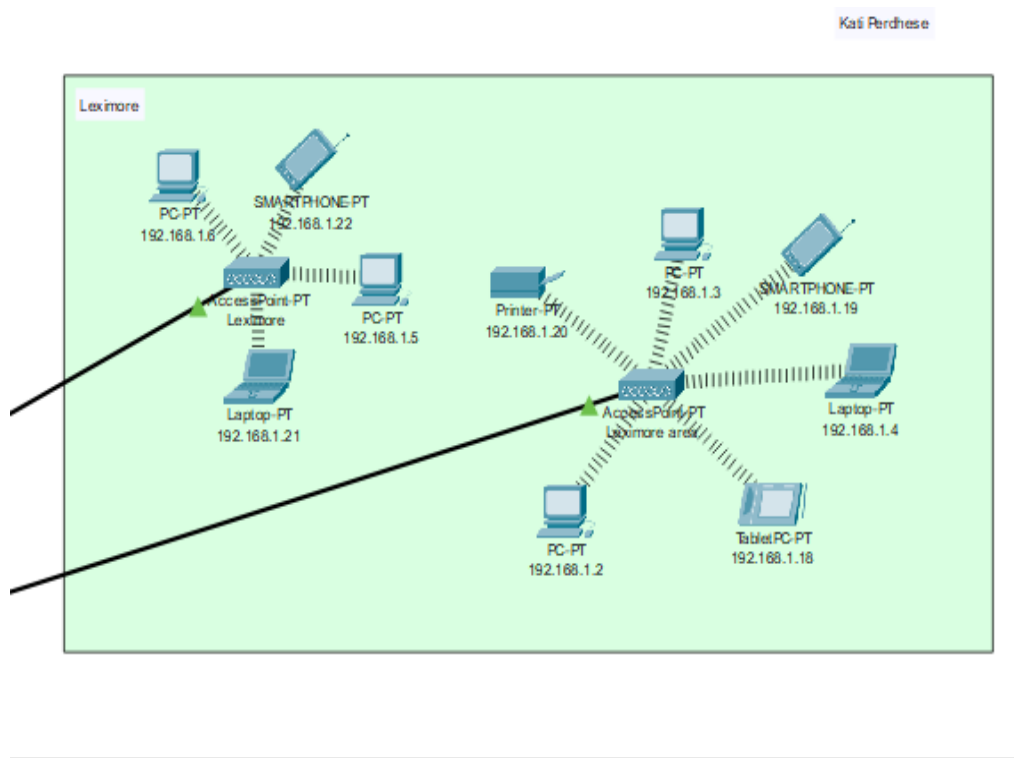 Kati Perdhese
Leximore
SMARTPHONE-PT
192.168.1.22
PC-PT
192.168.1.6
AccessPoint-PT
Leximore
PC-PT
192.168.1.5
Laptop-PT
192.168.1.21
Printer-PT
192.168.1.20
PC-PT
192.168.1.3
SMARTPHONE-PT
192.168.1.19
AccessPoint-PT
Leximore area
Laptop-PT
192.168.1.4
PC-PT
192.168.1.2
TabletPC-PT
192.168.1.18